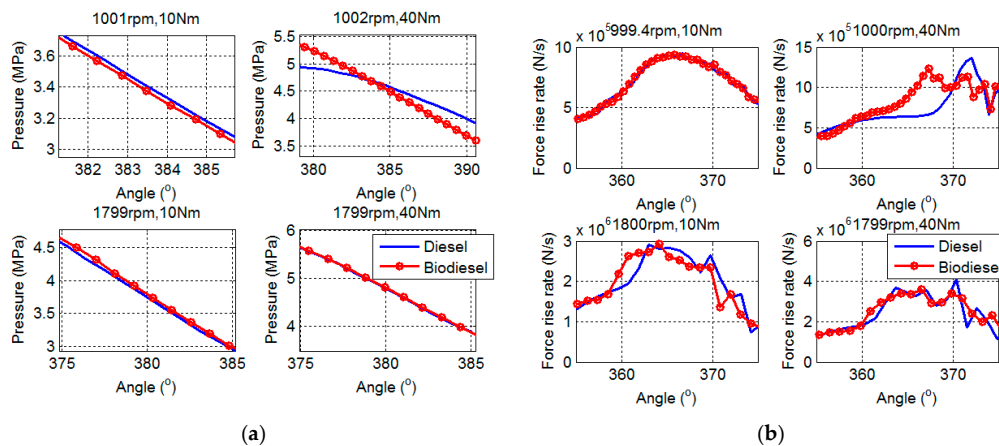 1001rpm,10Nm
Pressure (MPa)
3.6
3.4
3.2
3
382 383 384 385
Angle (o)
1002rpm,40Nm
Pressure (MPa)
5.5
5
4.5
4
3.5
380 385 390
Angle (o)
1799rpm,10Nm
Pressure (MPa)
4.5
4
3.5
3
375 380 385
Angle (o)
1799rpm,40Nm
Pressure (MPa)
6
5
4
375 380 385
Angle (o)
Diesel
Biodiesel
(a)
x 10^5 999.4rpm,10Nm
Force rise rate (N/s)
10
5
0
360 370
Angle (o)
x 10^5 1000rpm,40Nm
Force rise rate (N/s)
15
10
5
0
360 370
Angle (o)
x 10^6 1800rpm,10Nm
Force rise rate (N/s)
3
2
1
0
360 370
Angle (o)
x 10^6 1799rpm,40Nm
Force rise rate (N/s)
6
4
2
0
360 370
Angle (o)
Diesel
Biodiesel
(b)